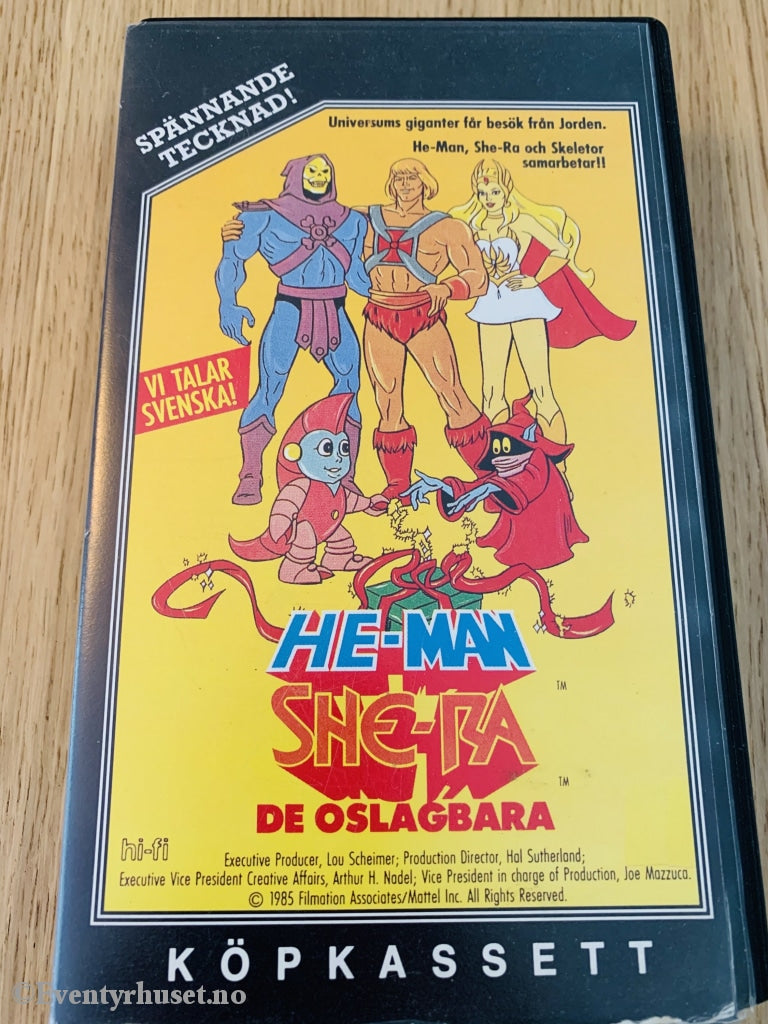 SPÄNNANDE
TECKNAD!
Universums giganter får besök från Jorden.
He-Man, She-Ra och Skeletor
samarbetar!!
VI TALAR
SVENSKA!
HE-MAN
TM
SHE-RA
TM
DE OSLAGBARA
hi-fi
Executive Producer, Lou Scheimer; Production Director, Hal Sutherland;
Executive Vice President Creative Affairs, Arthur H. Nadel; Vice President in charge of Production, Joe Mazzuca.
© 1985 Filmation Associates/Mattel Inc. All Rights Reserved.
KÖPKASSETT
©Eventyrhuset.no